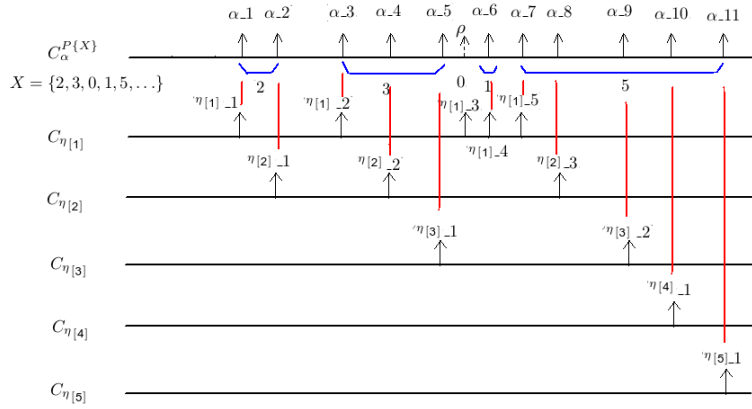 α_1 α_2 α_3 α_4 α_5 ρ α_6 α_7 α_8 α_9 α_10 α_11
C_α^{P{X}}
X = {2, 3, 0, 1, 5, …} 2 3 0 1 5
η[1]_1 η[1]_2 η[1]_3 η[1]_5
C_{η[1]}
η[1]_4
η[2]_1 η[2]_2 η[2]_3
C_{η[2]}
η[3]_1 η[3]_2
C_{η[3]}
η[4]_1
C_{η[4]}
η[5]_1
C_{η[5]}